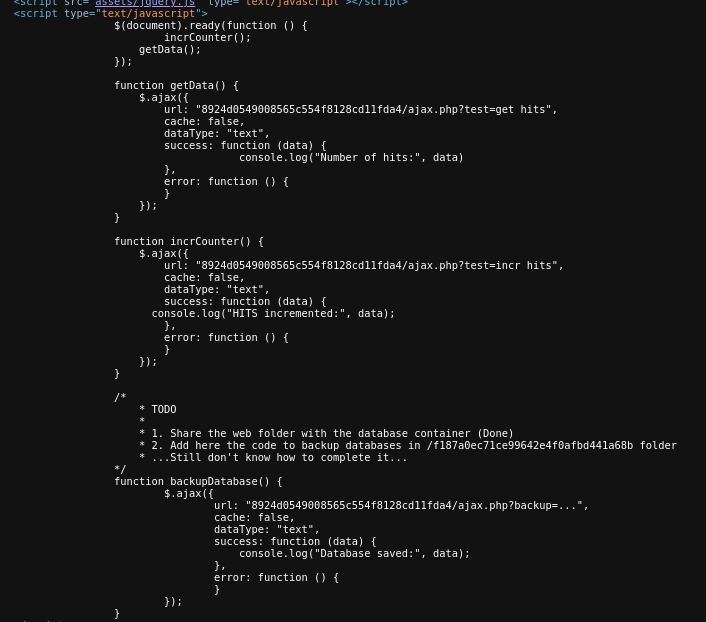 <script src="assets/jquery.js" type="text/javascript"></script>
<script type="text/javascript">
$(document).ready(function () {
incrCounter();
getData();
});
function getData() {
$.ajax({
url: "8924d0549008565c554f8128cd11fda4/ajax.php?test=get hits",
cache: false,
dataType: "text",
success: function (data) {
console.log("Number of hits:", data)
},
error: function () {
}
});
}
function incrCounter() {
$.ajax({
url: "8924d0549008565c554f8128cd11fda4/ajax.php?test=incr hits",
cache: false,
dataType: "text",
success: function (data) {
console.log("HITS incremented:", data);
},
error: function () {
}
});
}
/*
* TODO
*
* 1. Share the web folder with the database container (Done)
* 2. Add here the code to backup databases in /f187a0ec71ce99642e4f0afbd441a68b folder
* ...Still don't know how to complete it...
*/
function backupDatabase() {
$.ajax({
url: "8924d0549008565c554f8128cd11fda4/ajax.php?backup=...",
cache: false,
dataType: "text",
success: function (data) {
console.log("Database saved:", data);
},
error: function () {
}
});
}